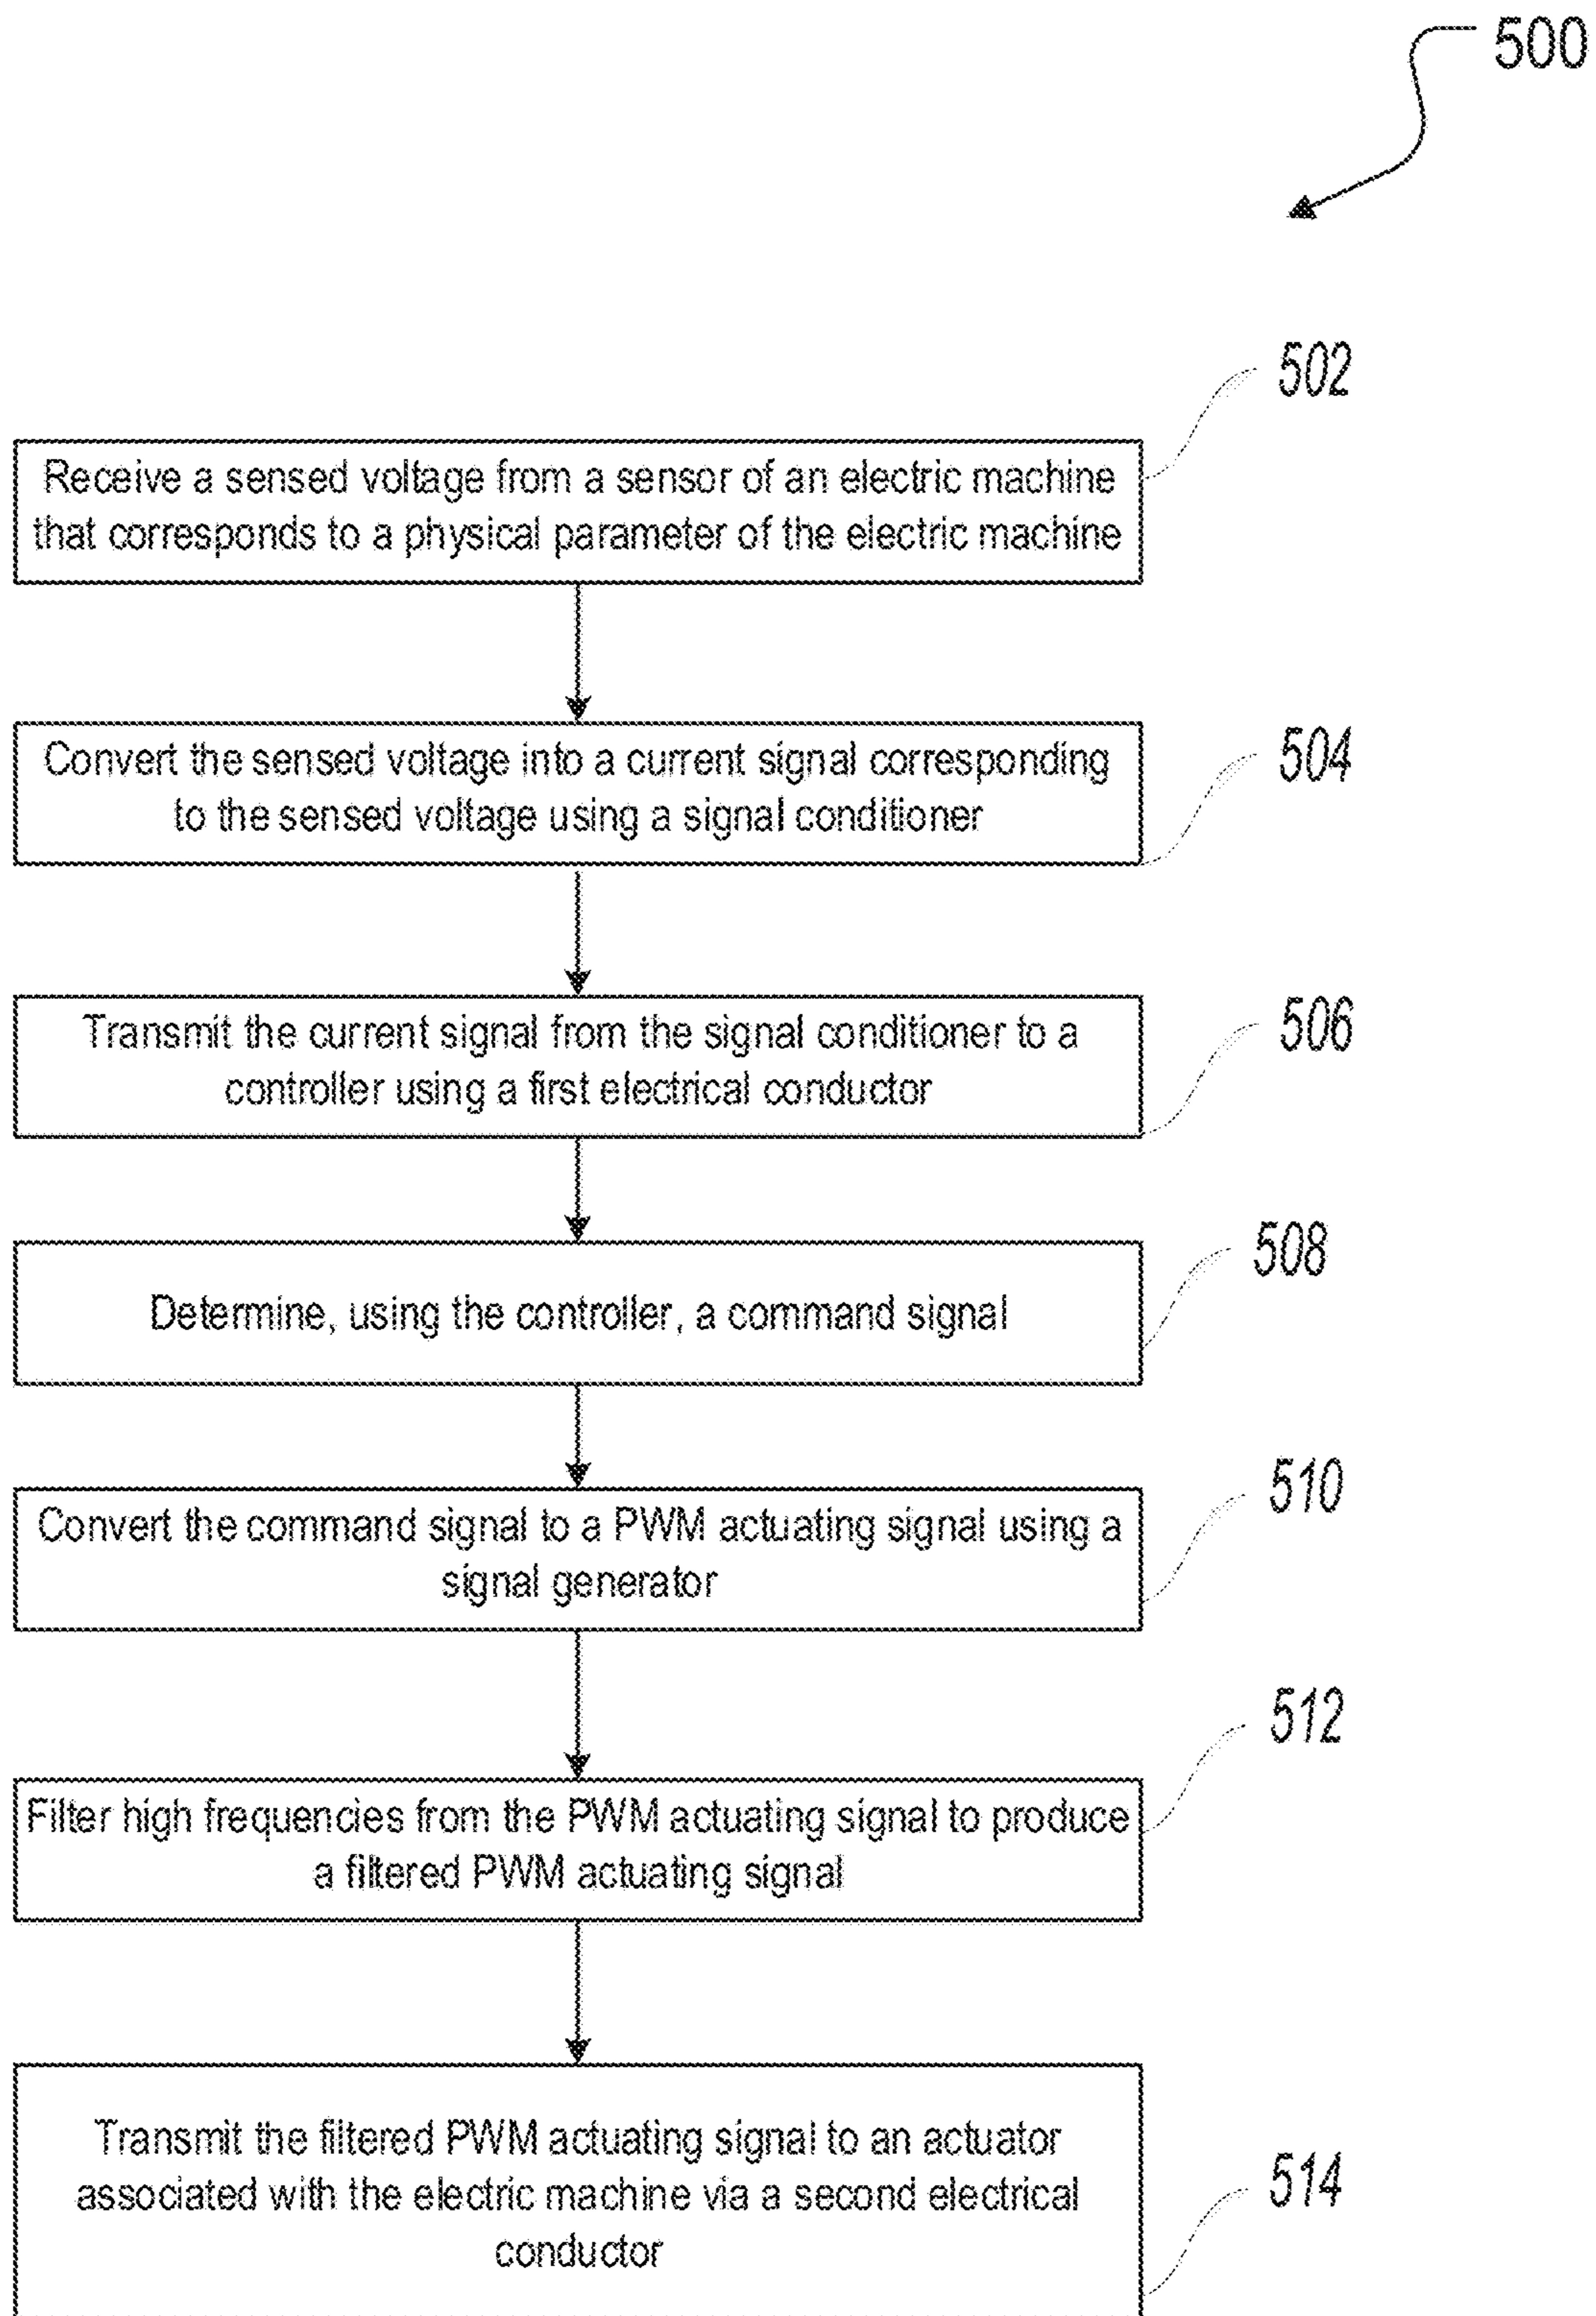 500
502
Receive a sensed voltage from a sensor of an electric machine
that corresponds to a physical parameter of the electric machine
504
Convert the sensed voltage into a current signal corresponding
to the sensed voltage using a signal conditioner
506
Transmit the current signal from the signal conditioner to a
controller using a first electrical conductor
508
Determine, using the controller, a command signal
510
Convert the command signal to a PWM actuating signal using a
signal generator
512
Filter high frequencies from the PWM actuating signal to produce
a filtered PWM actuating signal
514
Transmit the filtered PWM actuating signal to an actuator
associated with the electric machine via a second electrical
conductor